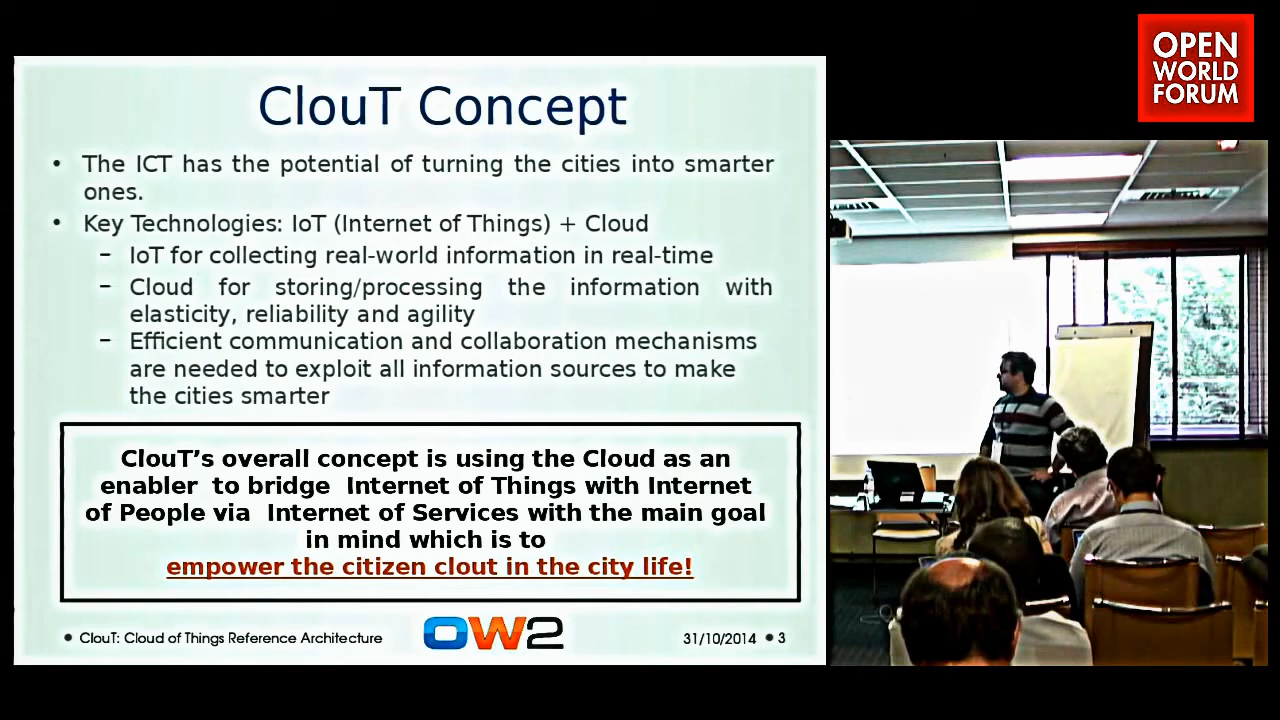 OPEN
WORLD
FORUM
ClouT Concept
• The ICT has the potential of turning the cities into smarter
ones.
• Key Technologies: IoT (Internet of Things) + Cloud
– IoT for collecting real-world information in real-time
– Cloud for storing/processing the information with
elasticity, reliability and agility
– Efficient communication and collaboration mechanisms
are needed to exploit all information sources to make
the cities smarter
ClouT’s overall concept is using the Cloud as an
enabler to bridge Internet of Things with Internet
of People via Internet of Services with the main goal
in mind which is to
empower the citizen clout in the city life!
• ClouT: Cloud of Things Reference Architecture
OW2
31/10/2014 • 3